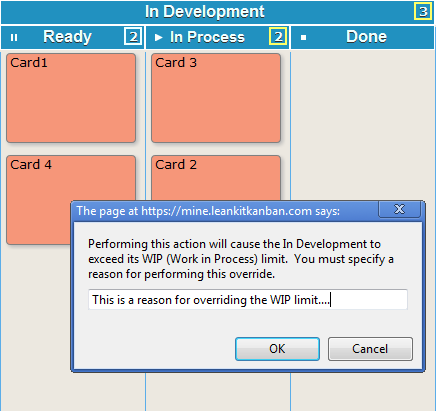 In Development 3
Ready 2 In Process 2 Done
Card1 Card 3
Card 4 Card 2
The page at https://mine.leankitkanban.com says: X
Performing this action will cause the In Development to
exceed its WIP (Work in Process) limit. You must specify a
reason for performing this override.
This is a reason for overriding the WIP limit....
OK Cancel